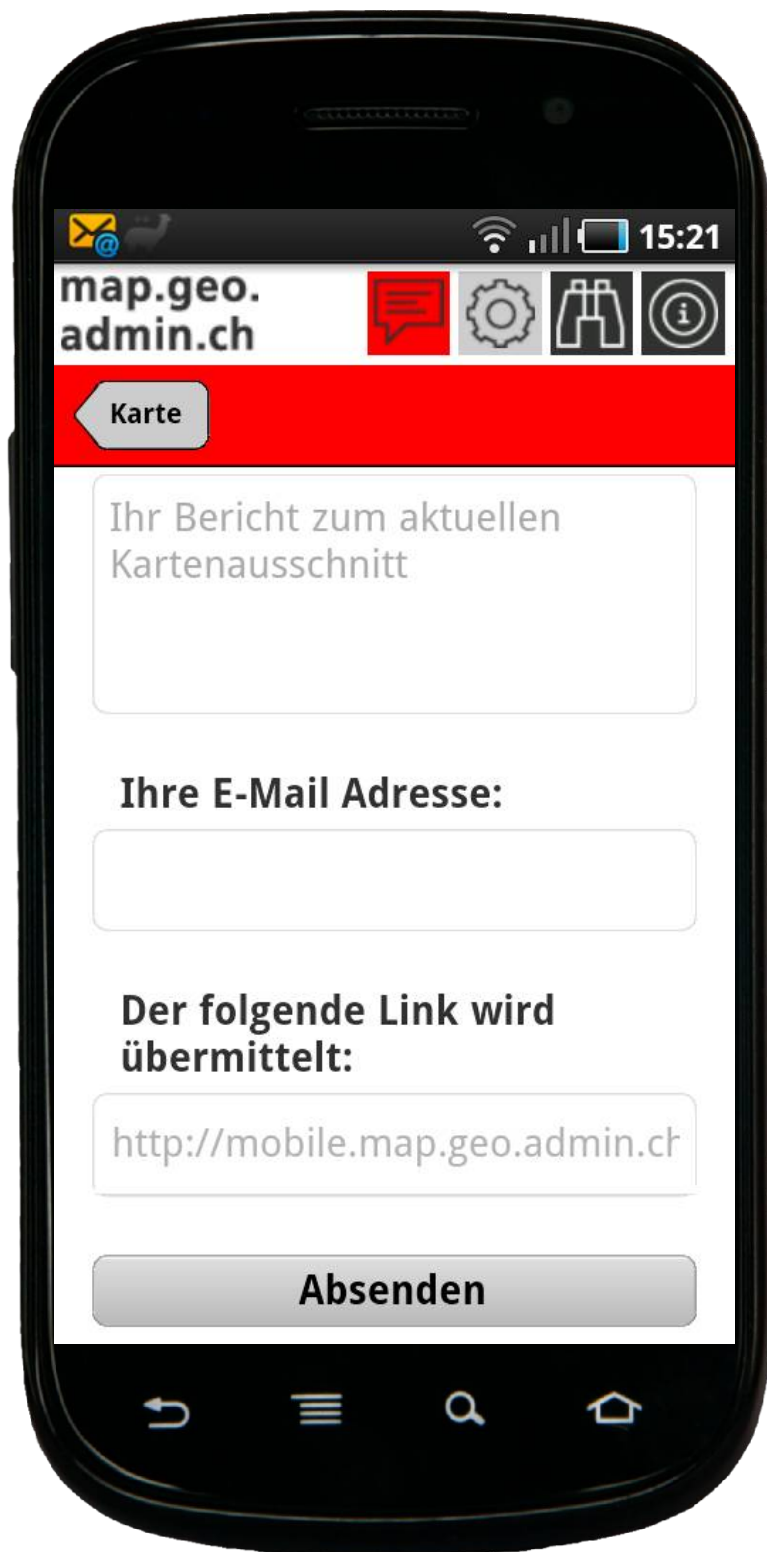 15:21
map.geo.
admin.ch
Karte
Ihr Bericht zum aktuellen
Kartenausschnitt
Ihre E-Mail Adresse:
Der folgende Link wird
übermittelt:
http://mobile.map.geo.admin.ch
Absenden